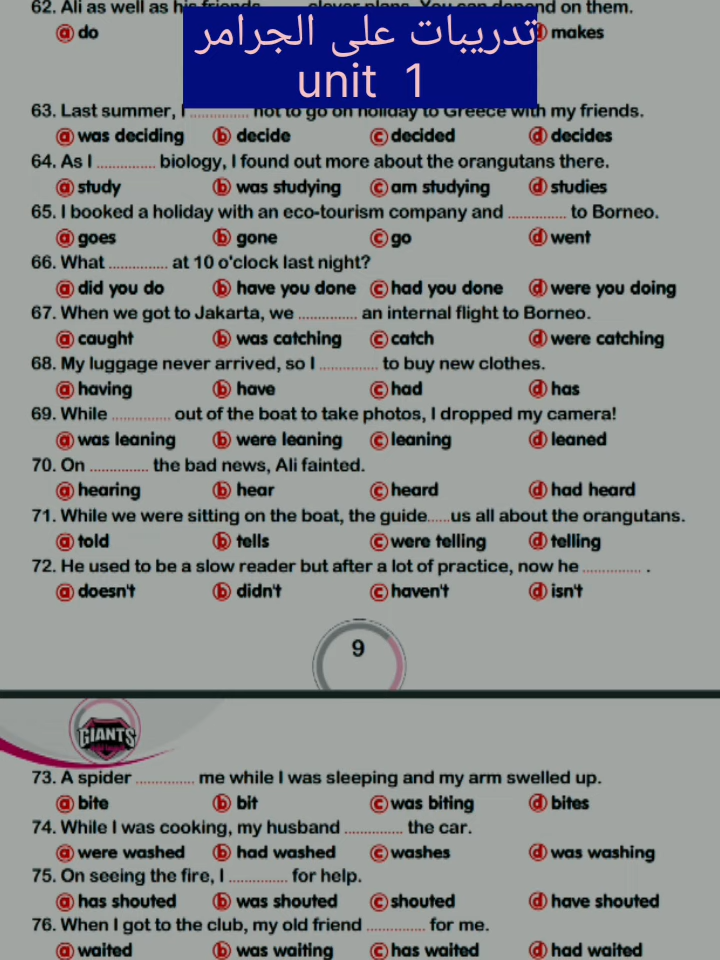 62. Ali as well as his friends clever plans. You can depend on them.
ⓐ do ⓓ makes
تدريبات على الجرامر
unit 1
63. Last summer, I .............. not to go on holiday to Greece with my friends.
ⓐ was deciding ⓑ decide ⓒ decided ⓓ decides
64. As I .............. biology, I found out more about the orangutans there.
ⓐ study ⓑ was studying ⓒ am studying ⓓ studies
65. I booked a holiday with an eco-tourism company and .............. to Borneo.
ⓐ goes ⓑ gone ⓒ go ⓓ went
66. What .............. at 10 o'clock last night?
ⓐ did you do ⓑ have you done ⓒ had you done ⓓ were you doing
67. When we got to Jakarta, we .............. an internal flight to Borneo.
ⓐ caught ⓑ was catching ⓒ catch ⓓ were catching
68. My luggage never arrived, so I .............. to buy new clothes.
ⓐ having ⓑ have ⓒ had ⓓ has
69. While .............. out of the boat to take photos, I dropped my camera!
ⓐ was leaning ⓑ were leaning ⓒ leaning ⓓ leaned
70. On .............. the bad news, Ali fainted.
ⓐ hearing ⓑ hear ⓒ heard ⓓ had heard
71. While we were sitting on the boat, the guide.....us all about the orangutans.
ⓐ told ⓑ tells ⓒ were telling ⓓ telling
72. He used to be a slow reader but after a lot of practice, now he .............. .
ⓐ doesn't ⓑ didn't ⓒ haven't ⓓ isn't
9
GIANTS
73. A spider .............. me while I was sleeping and my arm swelled up.
ⓐ bite ⓑ bit ⓒ was biting ⓓ bites
74. While I was cooking, my husband .............. the car.
ⓐ were washed ⓑ had washed ⓒ washes ⓓ was washing
75. On seeing the fire, I .............. for help.
ⓐ has shouted ⓑ was shouted ⓒ shouted ⓓ have shouted
76. When I got to the club, my old friend .............. for me.
ⓐ waited ⓑ was waiting ⓒ has waited ⓓ had waited